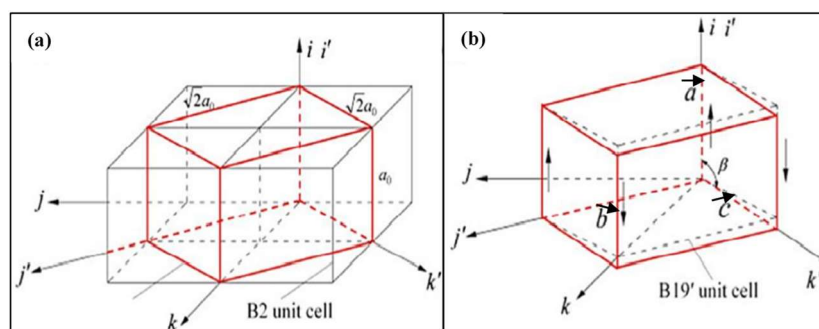 (a)
i i'
√2a₀
√2a₀
a₀
j
j'
k
B2 unit cell
k'
(b)
i i'
a
β
j
b
c
j'
k
B19' unit cell
k'